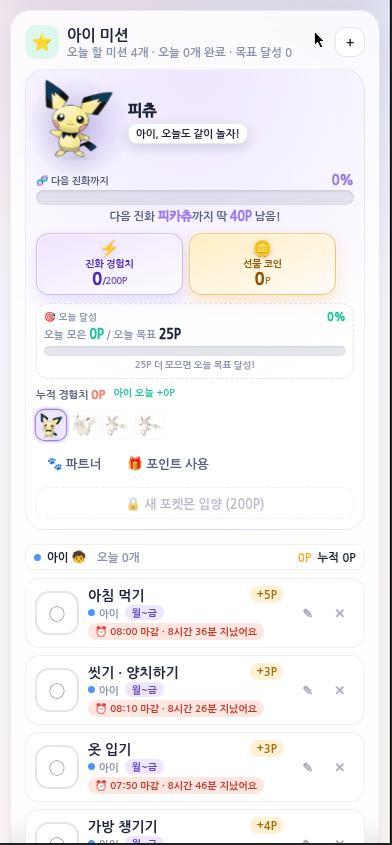 아이 미션
오늘 할 미션 4개 · 오늘 0개 완료 · 목표 달성 0
+
피츄
아이, 오늘도 같이 놀자!
다음 진화까지 0%
다음 진화 피카츄까지 딱 40P 남음!
진화 경험치
0/200P
선물 코인
0P
오늘 달성 0%
오늘 모은 0P / 오늘 목표 25P
25P 더 모으면 오늘 목표 달성!
누적 경험치 0P 아이 오늘 +0P
파트너 포인트 사용
새 포켓몬 입양 (200P)
아이 오늘 0개 0P 누적 0P
아침 먹기 +5P
아이 월~금
08:00 마감 · 8시간 36분 지났어요
씻기 · 양치하기 +3P
아이 월~금
08:10 마감 · 8시간 26분 지났어요
옷 입기 +3P
아이 월~금
07:50 마감 · 8시간 46분 지났어요
가방 챙기기 +4P
아이 월~금